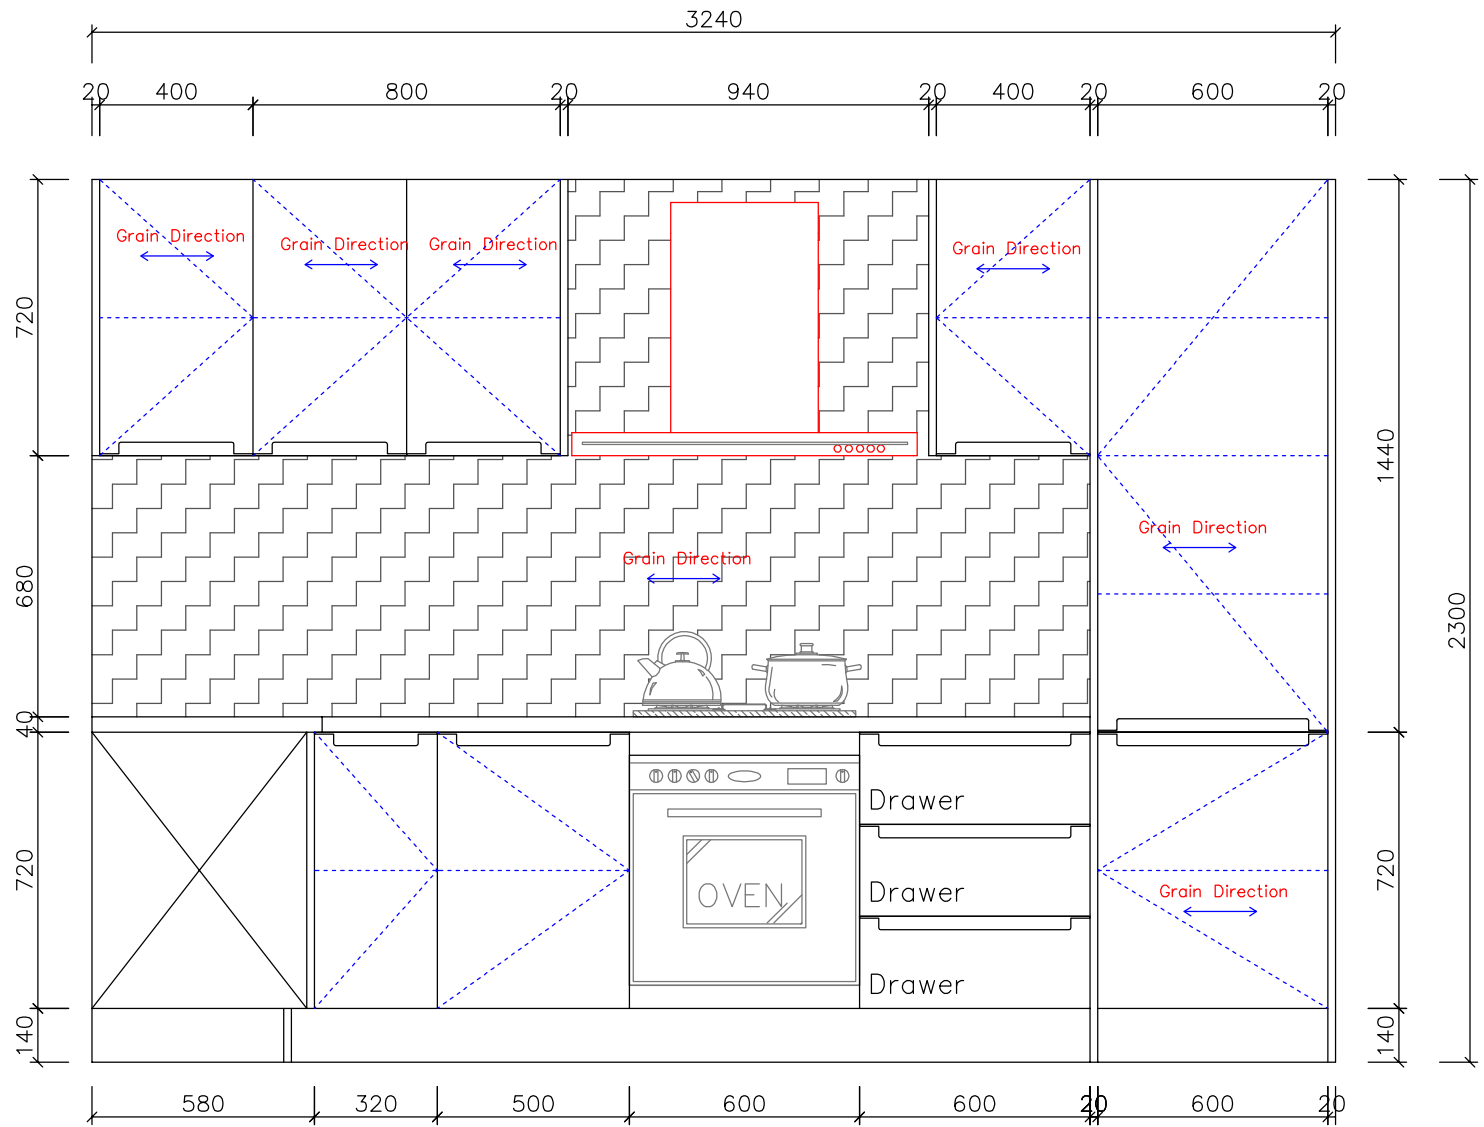 3240
20 400 800 20 940 20 400 20 600 20
Grain Direction
Grain Direction
Grain Direction
Grain Direction
720
1440
Grain Direction
Grain Direction
680
2300
40
Drawer
720
720
OVEN
Drawer
Grain Direction
Drawer
140
140
580 320 500 600 600 20 20 600 20